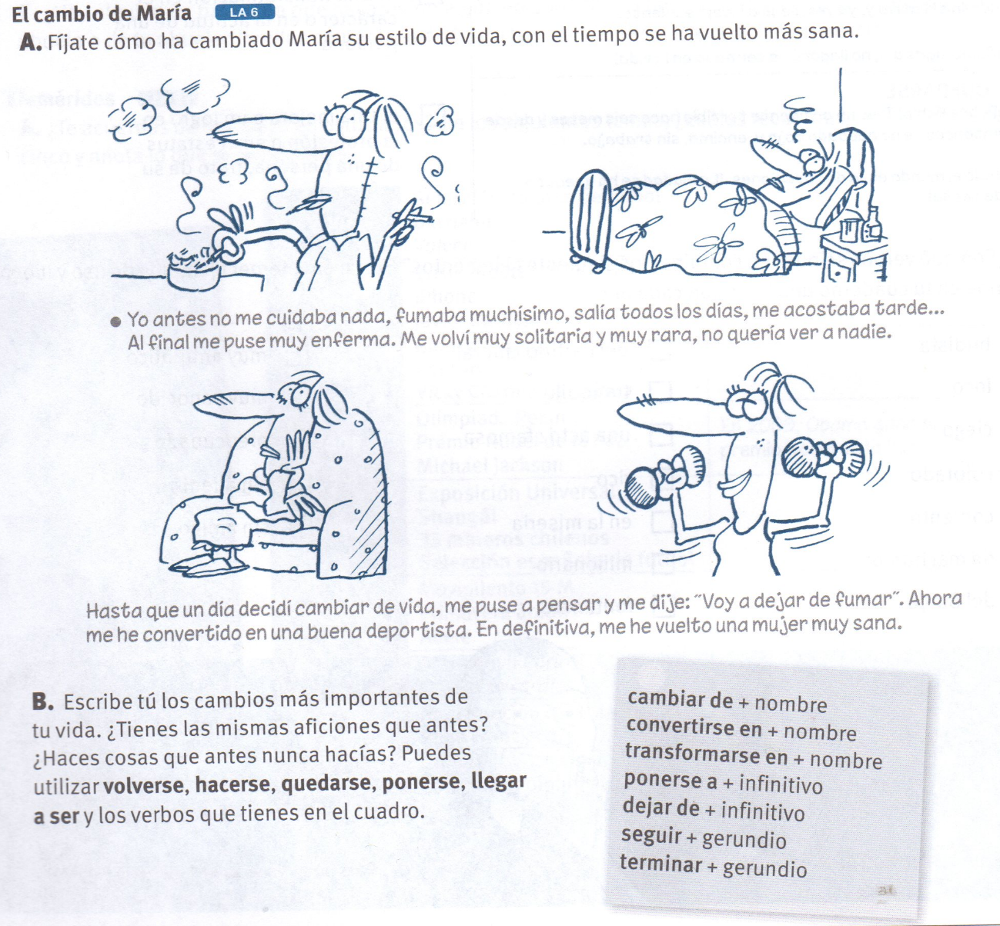 El cambio de María LA 6
A. Fíjate cómo ha cambiado María su estilo de vida, con el tiempo se ha vuelto más sana.
● Yo antes no me cuidaba nada, fumaba muchísimo, salía todos los días, me acostaba tarde...
Al final me puse muy enferma. Me volví muy solitaria y muy rara, no quería ver a nadie.
Hasta que un día decidí cambiar de vida, me puse a pensar y me dije: “Voy a dejar de fumar”. Ahora
me he convertido en una buena deportista. En definitiva, me he vuelto una mujer muy sana.
B. Escribe tú los cambios más importantes de
tu vida. ¿Tienes las mismas aficiones que antes?
¿Haces cosas que antes nunca hacías? Puedes
utilizar volverse, hacerse, quedarse, ponerse, llegar
a ser y los verbos que tienes en el cuadro.
cambiar de + nombre
convertirse en + nombre
transformarse en + nombre
ponerse a + infinitivo
dejar de + infinitivo
seguir + gerundio
terminar + gerundio